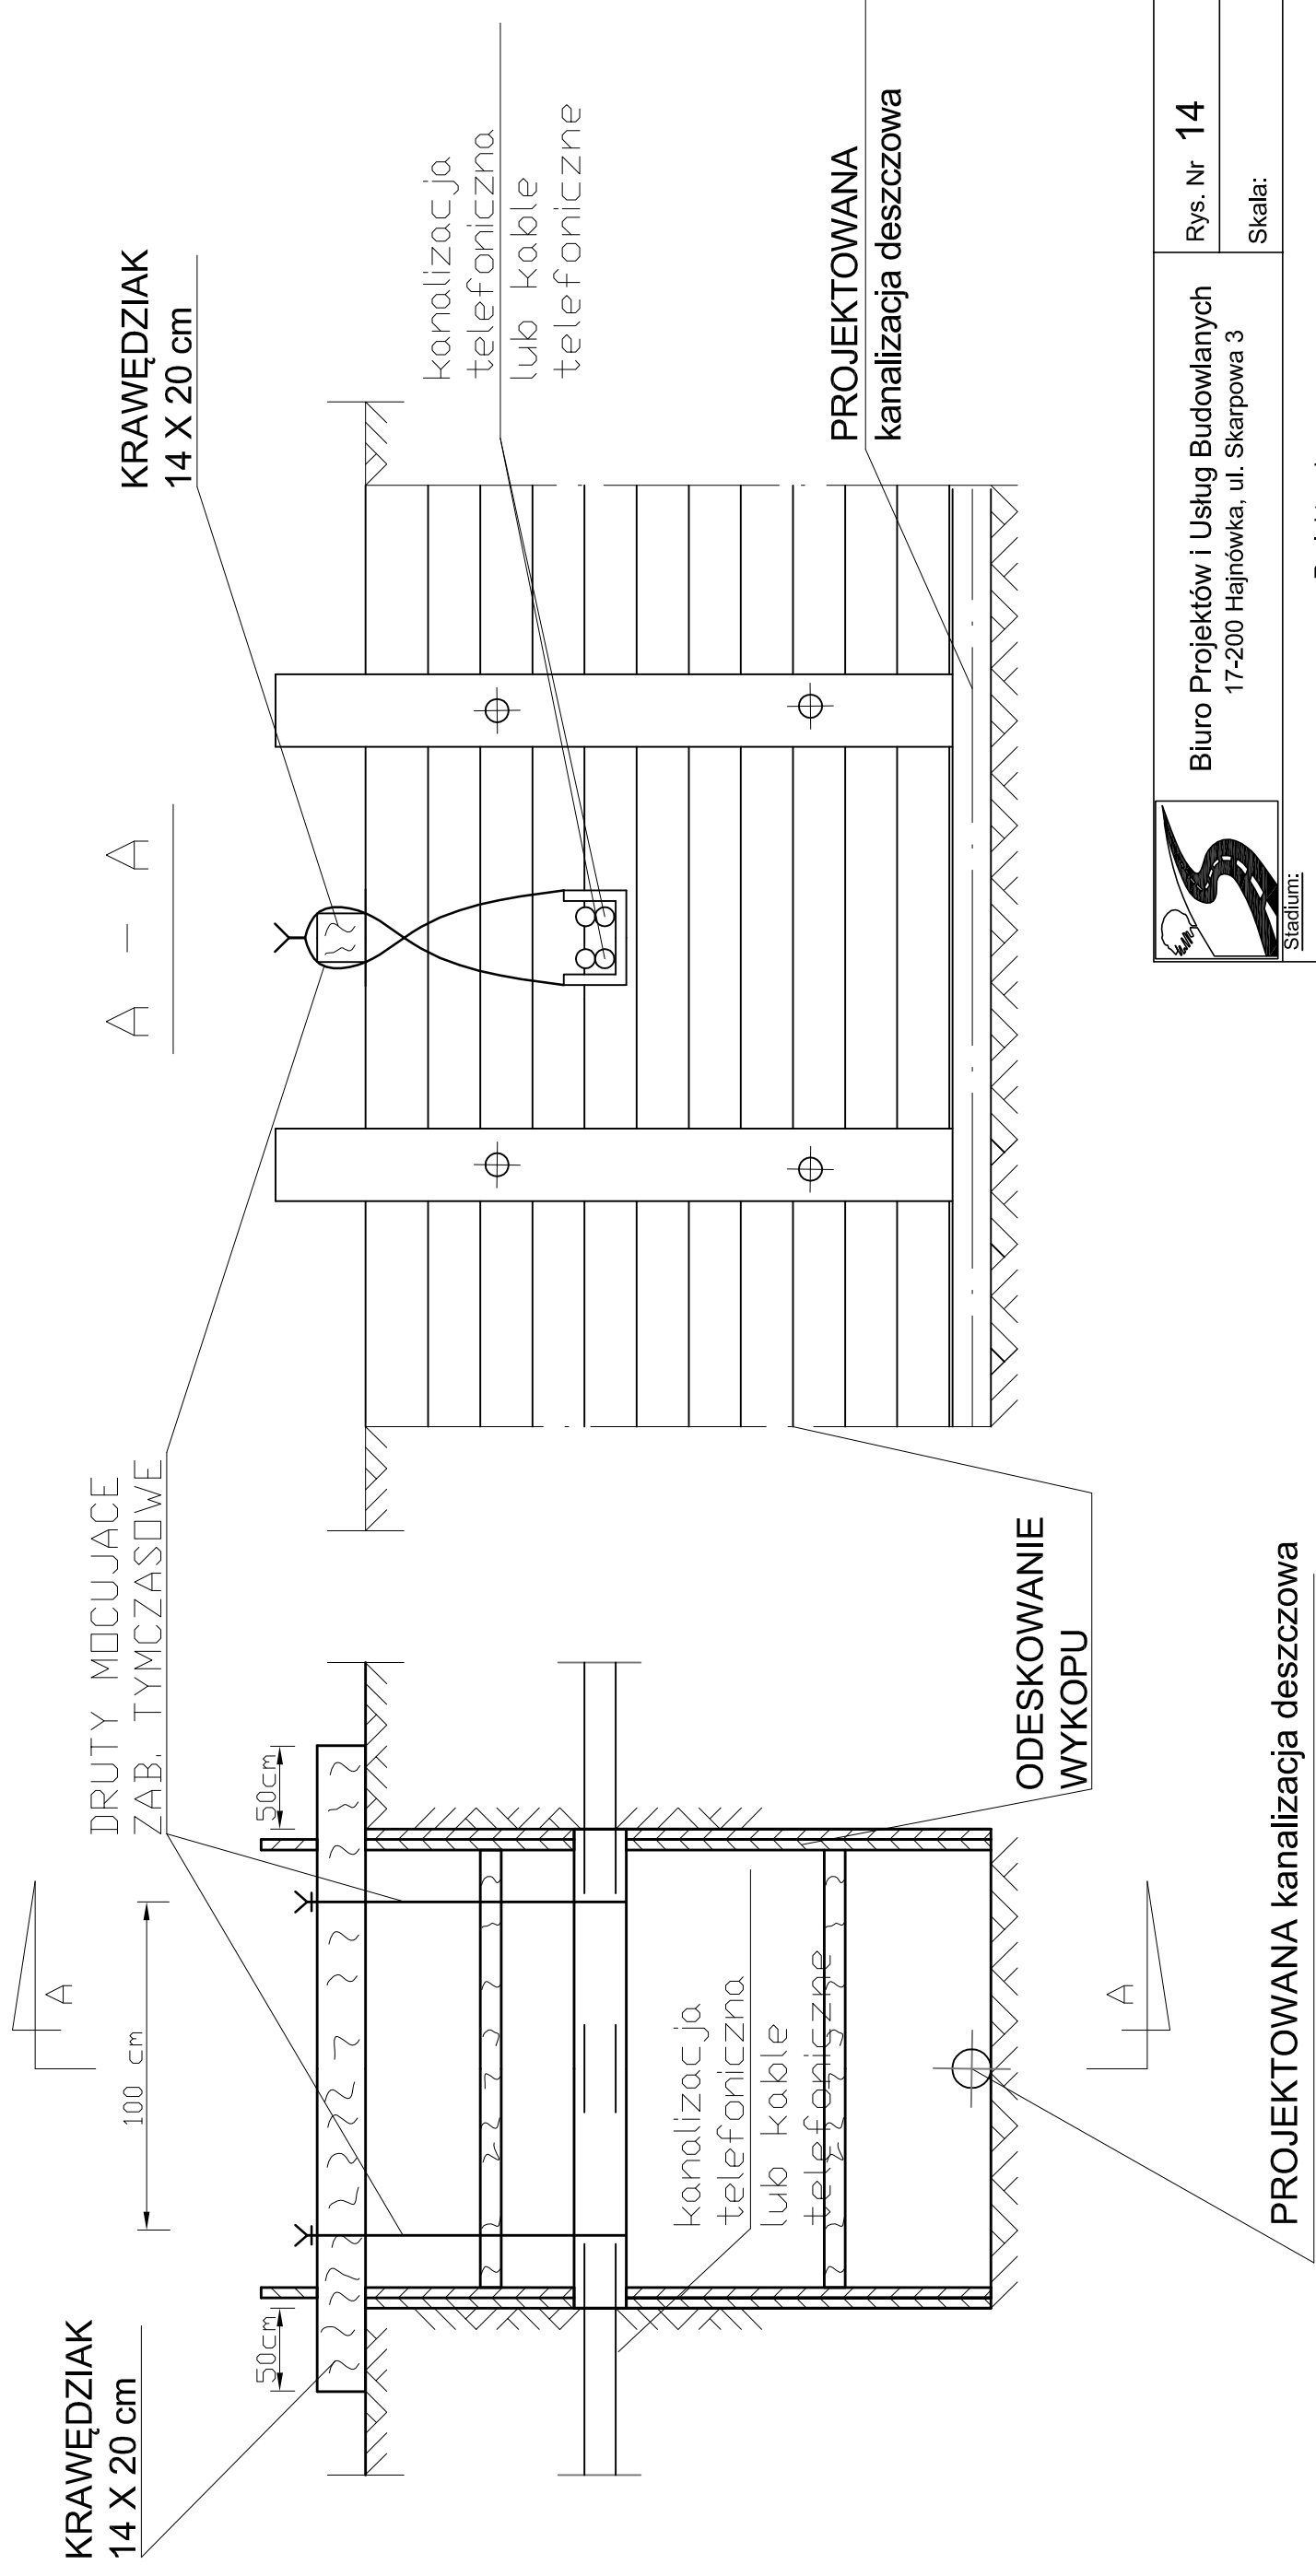 KRAWĘDZIAK
14 X 20 cm
50cm
100 cm
50cm
A
DRUTY MOCUJACE
ZAB. TYMCZASOWE
kanalizacja
telefoniczna
lub kable
telefoniczne
A
PROJEKTOWANA kanalizacja deszczowa
ODESKOWANIE
WYKOPU
A - A
KRAWĘDZIAK
14 X 20 cm
kanalizacja
telefoniczna
lub kable
telefoniczne
PROJEKTOWANA
kanalizacja deszczowa
Biuro Projektów i Usług Budowlanych
17-200 Hajnówka, ul. Skarpowa 3
Rys. Nr 14
Skala:
Stadium: